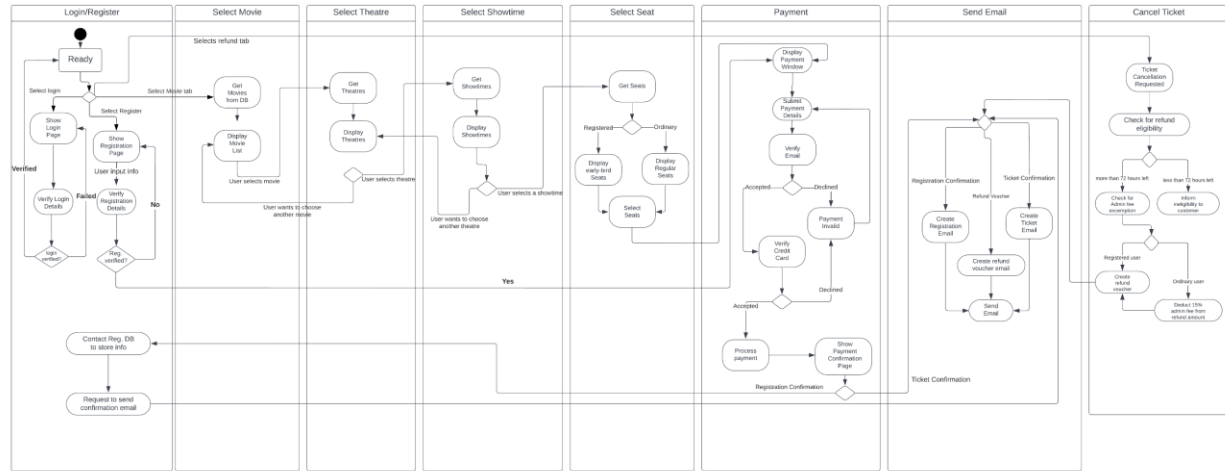 Login/Register
Select Movie
Select Theatre
Select Showtime
Select Seat
Payment
Send Email
Cancel Ticket
Ready
Selects refund tab
Select login
Select Movie tab
Select Register
Show
Login
Page
Show
Registration
Page
Verified
User input info
Failed
No
Verify Login
Details
Verify
Registration
Details
login
verified?
Reg.
verified?
Yes
Contact Reg. DB
to store info
Request to send
confirmation email
Get
Movies
from DB
Display
Movie
List
User selects movie
User wants to choose
another movie
Get
Theatres
Display
Theatres
User selects theatre
User wants to choose
another theatre
Get
Showtimes
Display
Showtimes
User selects a showtime
Get Seats
Registered
Ordinary
Display
early-bird
Seats
Display
Regular
Seats
Select
Seats
Display
Payment
Window
Submit
Payment
Details
Verify
Email
Accepted
Declined
Payment
Invalid
Verify
Credit
Card
Declined
Accepted
Process
payment
Show
Payment
Confirmation
Page
Registration Confirmation
Ticket Confirmation
Registration Confirmation
Refund Voucher
Ticket Confirmation
Create
Registration
Email
Create
Ticket
Email
Create refund
voucher email
Send
Email
Ticket
Cancellation
Requested
Check for refund
eligibility
more than 72 hours left
less than 72 hours left
Check for
Admin fee
excemption
Inform
ineligibility to
customer
Registered user
Ordinary user
Create
refund
voucher
Deduct 15%
admin fee from
refund amount